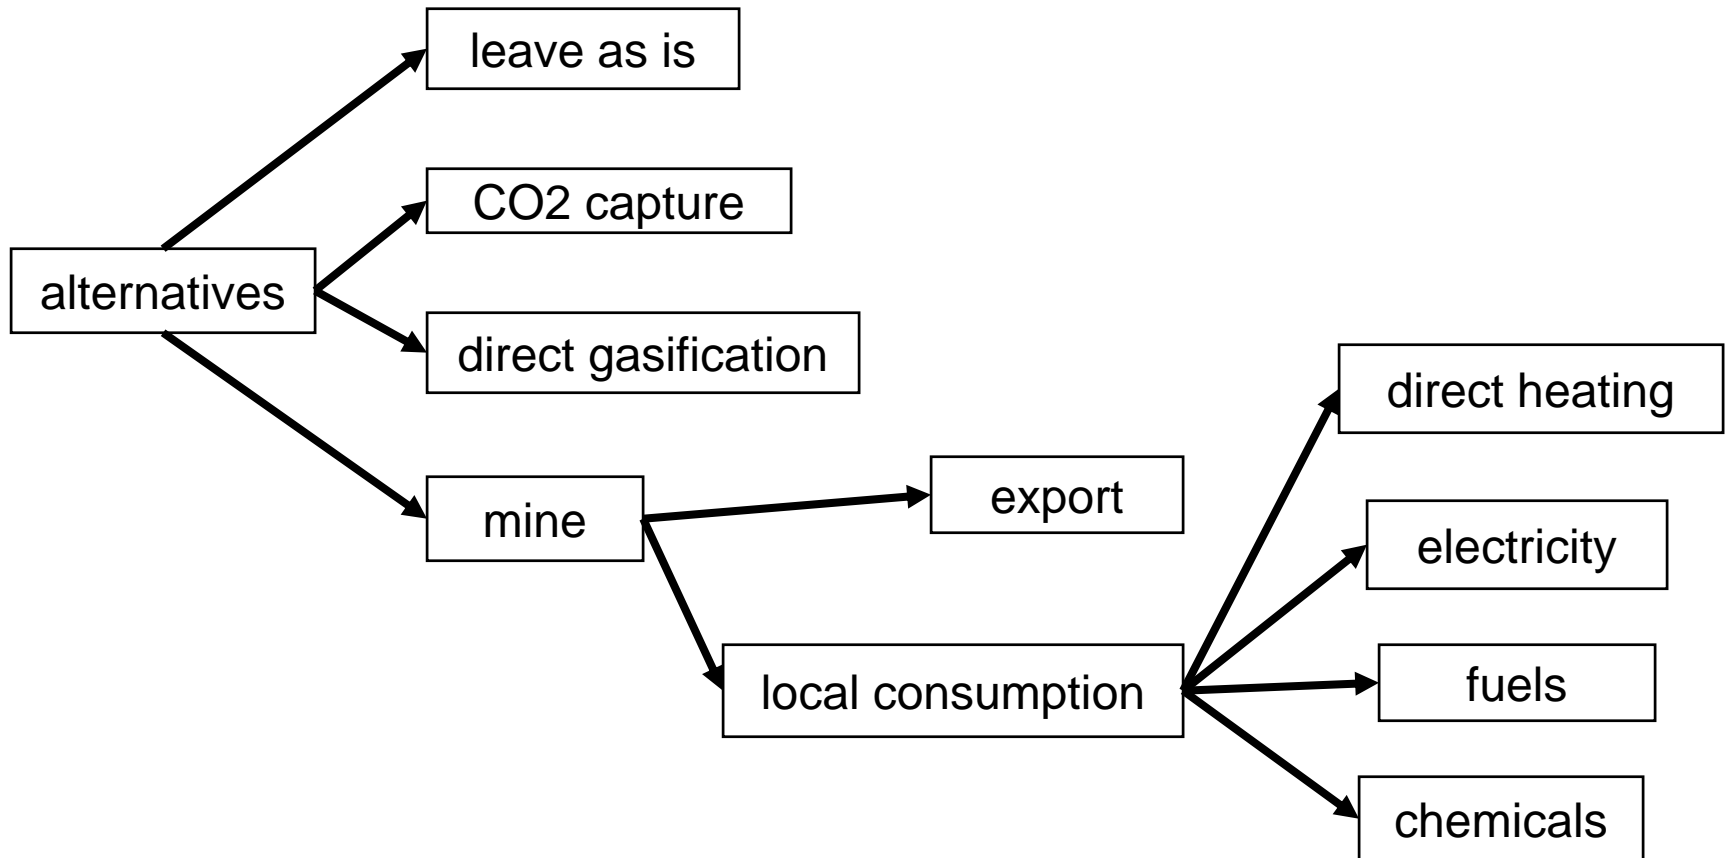 leave as is
CO2 capture
alternatives
direct gasification
direct heating
export
mine
electricity
local consumption
fuels
chemicals